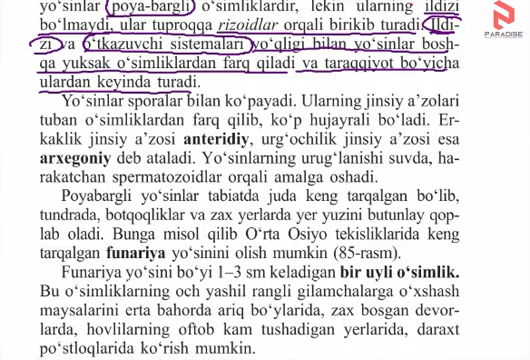 yo‘sinlar poya-bargli o‘simliklardir, lekin ularning ildizi
bo‘lmaydi, ular tuproqqa rizoidlar orqali birikib turadi. Ildi-
zi va o‘tkazuvchi sistemalari yo‘qligi bilan yo‘sinlar bosh-
qa yuksak o‘simliklardan farq qiladi va taraqqiyot bo‘yicha
ulardan keyinda turadi.
Yo‘sinlar sporalar bilan ko‘payadi. Ularning jinsiy a’zolari
tuban o‘simliklardan farq qilib, ko‘p hujayrali bo‘ladi. Er-
kaklik jinsiy a’zosi anteridiy, urg‘ochilik jinsiy a’zosi esa
arxegoniy deb ataladi. Yo‘sinlarning urug‘lanishi suvda, ha-
rakatchan spermatozoidlar orqali amalga oshadi.
Poyabargli yo‘sinlar tabiatda juda keng tarqalgan bo‘lib,
tundrada, botqoqliklar va zax yerlarda yer yuzini butunlay qop-
lab oladi. Bunga misol qilib O‘rta Osiyo tekisliklarida keng
tarqalgan funariya yo‘sinini olish mumkin (85-rasm).
Funariya yo‘sini bo‘yi 1–3 sm keladigan bir uyli o‘simlik.
Bu o‘simliklarning och yashil rangli gilamchalarga o‘xshash
maysalarini erta bahorda ariq bo‘ylarida, zax bosgan devor-
larda, hovlilarning oftob kam tushadigan yerlarida, daraxt
po‘stloqlarida ko‘rish mumkin.
PARADISE